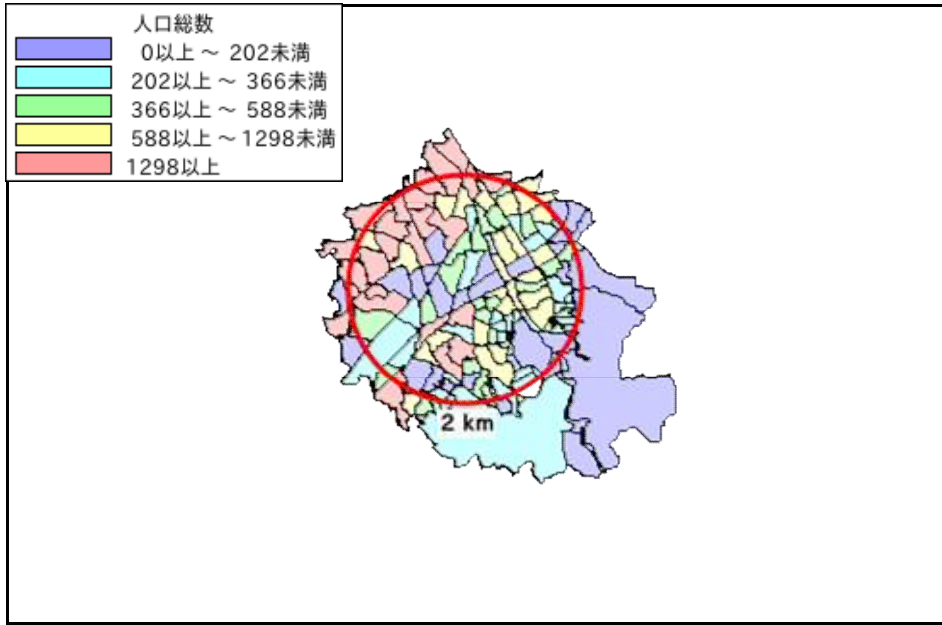 人口総数
0以上 ～ 202未満
202以上 ～ 366未満
366以上 ～ 588未満
588以上 ～1298未満
1298以上
2 km